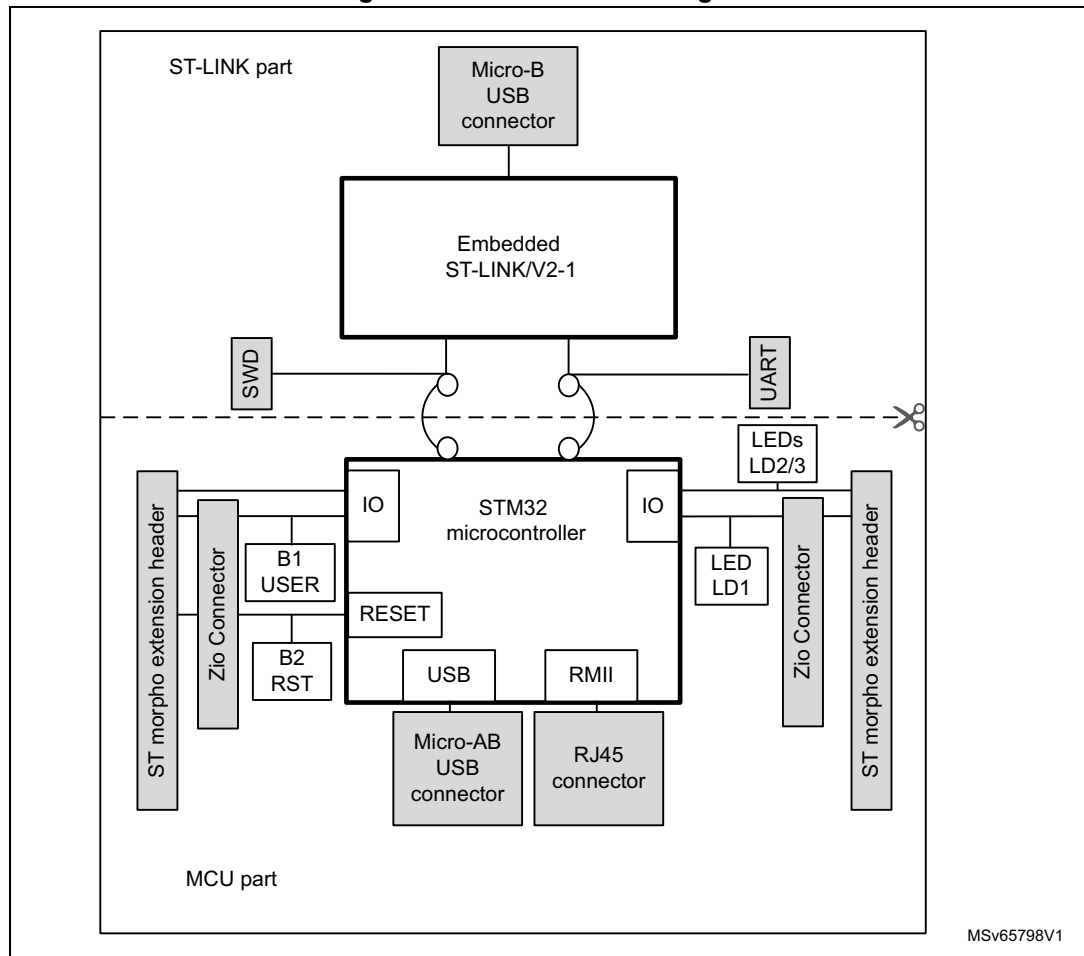 ST-LINK part
Micro-B
USB
connector
Embedded
ST-LINK/V2-1
SWD
UART
LEDs
LD2/3
ST morpho extension header
Zio Connector
IO
STM32
microcontroller
IO
B1
USER
LED
LD1
Zio Connector
ST morpho extension header
RESET
B2
RST
USB
RMII
Micro-AB
USB
connector
RJ45
connector
MCU part
MSv65798V1